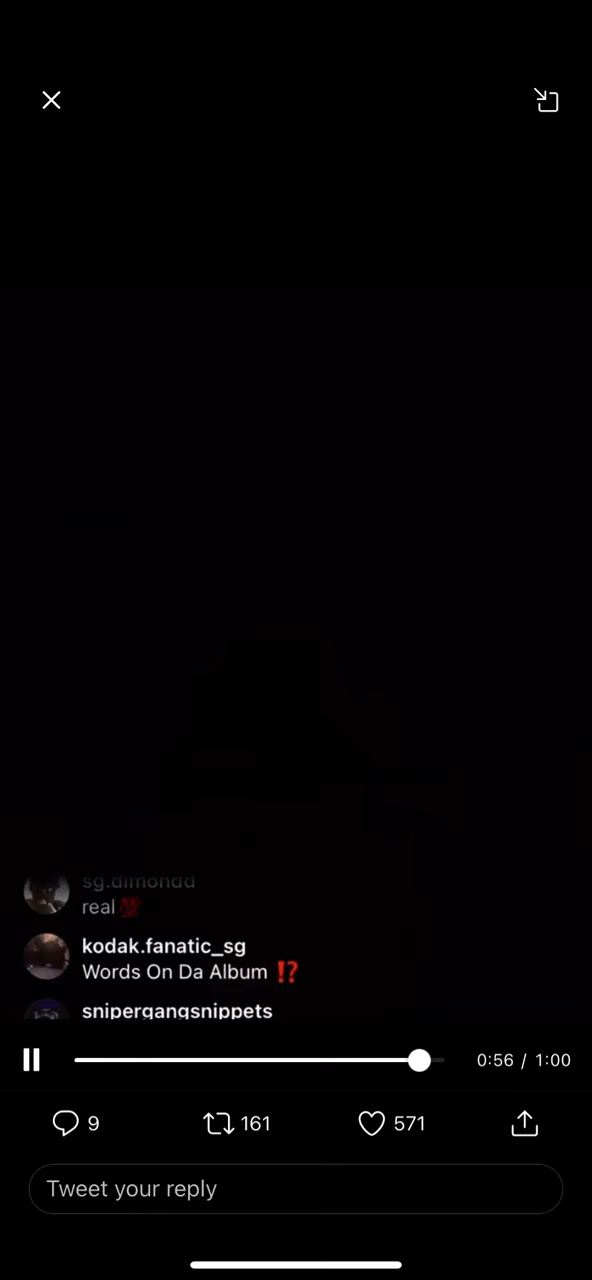 sg.dimondd
real 💯
kodak.fanatic_sg
Words On Da Album ⁉️
snipergangsnippets
0:56 / 1:00
9
161
571
Tweet your reply